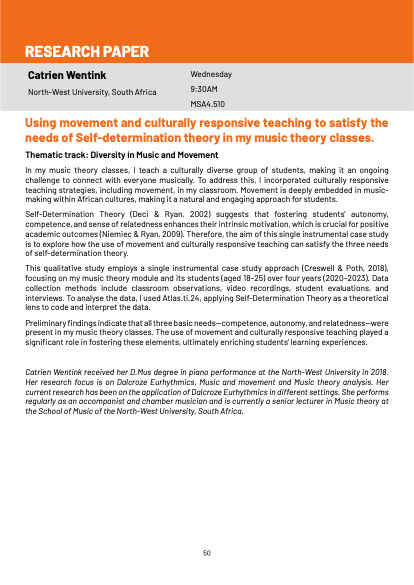 RESEARCH PAPER
Catrien Wentink
North-West University, South Africa
Wednesday
9:30AM
MSA4.510
Using movement and culturally responsive teaching to satisfy the
needs of Self-determination theory in my music theory classes.
Thematic track: Diversity in Music and Movement
In my music theory classes, I teach a culturally diverse group of students, making it an ongoing
challenge to connect with everyone musically. To address this, I incorporated culturally responsive
teaching strategies, including movement, in my classroom. Movement is deeply embedded in music-
making within African cultures, making it a natural and engaging approach for students.
Self-Determination Theory (Deci & Ryan, 2002) suggests that fostering students' autonomy,
competence, and sense of relatedness enhances their intrinsic motivation, which is crucial for positive
academic outcomes (Niemiec & Ryan, 2009). Therefore, the aim of this single instrumental case study
is to explore how the use of movement and culturally responsive teaching can satisfy the three needs
of self-determination theory.
This qualitative study employs a single instrumental case study approach (Creswell & Poth, 2018),
focusing on my music theory module and its students (aged 18-25) over four years (2020-2023). Data
collection methods include classroom observations, video recordings, student evaluations, and
interviews. To analyse the data, I used Atlas.ti.24, applying Self-Determination Theory as a theoretical
lens to code and interpret the data.
Preliminary findings indicate that all three basic needs—competence, autonomy, and relatedness—were
present in my music theory classes. The use of movement and culturally responsive teaching played a
significant role in fostering these elements, ultimately enriching students' learning experiences.
Catrien Wentink received her D.Mus degree in piano performance at the North-West University in 2018.
Her research focus is on Dalcroze Eurhythmics, Music and movement and Music theory analysis. Her
current research has been on the application of Dalcroze Eurhythmics in different settings. She performs
regularly as an accompanist and chamber musician and is currently a senior lecturer in Music theory at
the School of Music of the North-West University, South Africa.
50